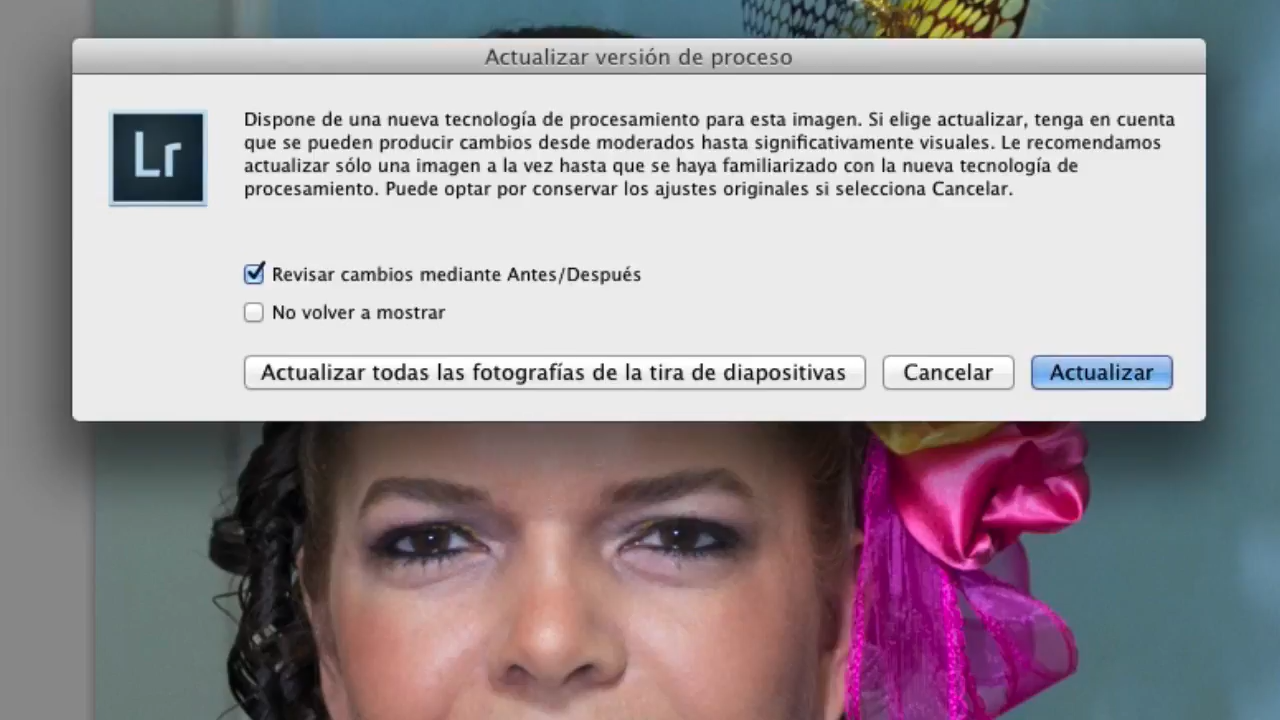 Actualizar versión de proceso
Lr
Dispone de una nueva tecnología de procesamiento para esta imagen. Si elige actualizar, tenga en cuenta
que se pueden producir cambios desde moderados hasta significativamente visuales. Le recomendamos
actualizar sólo una imagen a la vez hasta que se haya familiarizado con la nueva tecnología de
procesamiento. Puede optar por conservar los ajustes originales si selecciona Cancelar.
Revisar cambios mediante Antes/Después
No volver a mostrar
Actualizar todas las fotografías de la tira de diapositivas Cancelar Actualizar